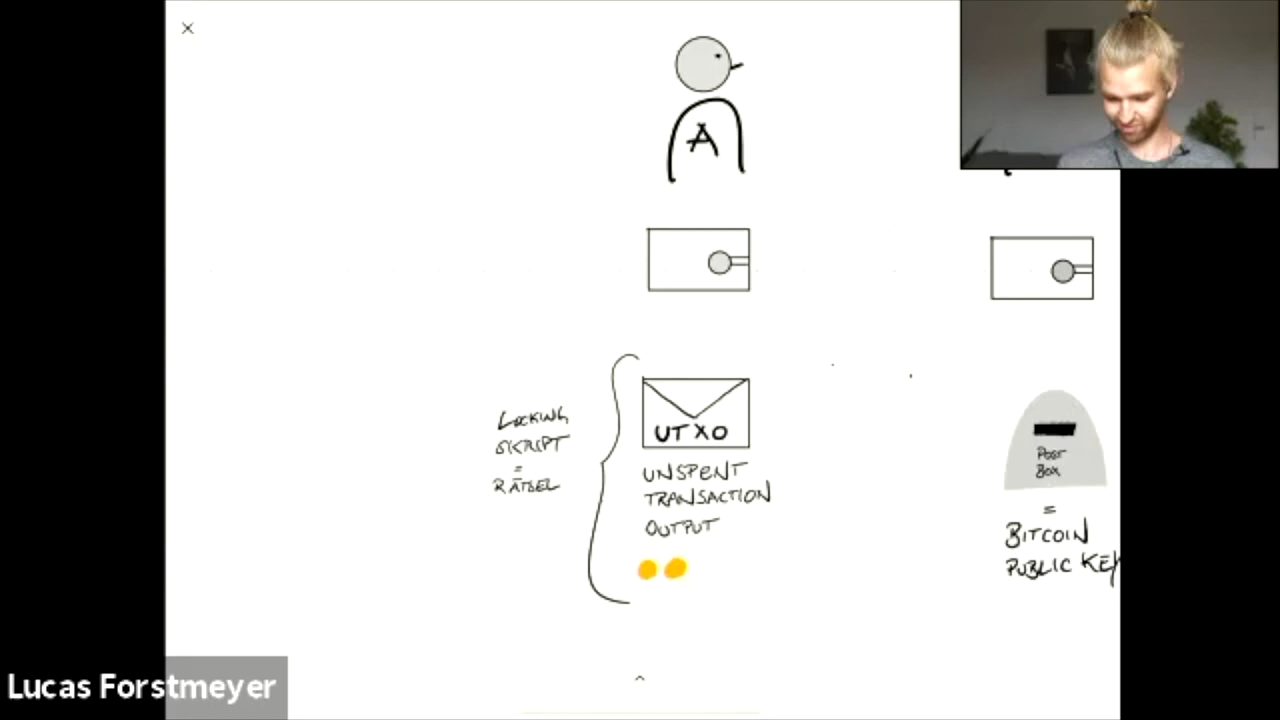 A
LOCKING
SKRIPT
=
RÄTSEL
UTXO
UNSPENT
TRANSACTION
OUTPUT
POST
BOX
=
BITCOIN
PUBLIC KEY
Lucas Forstmeyer